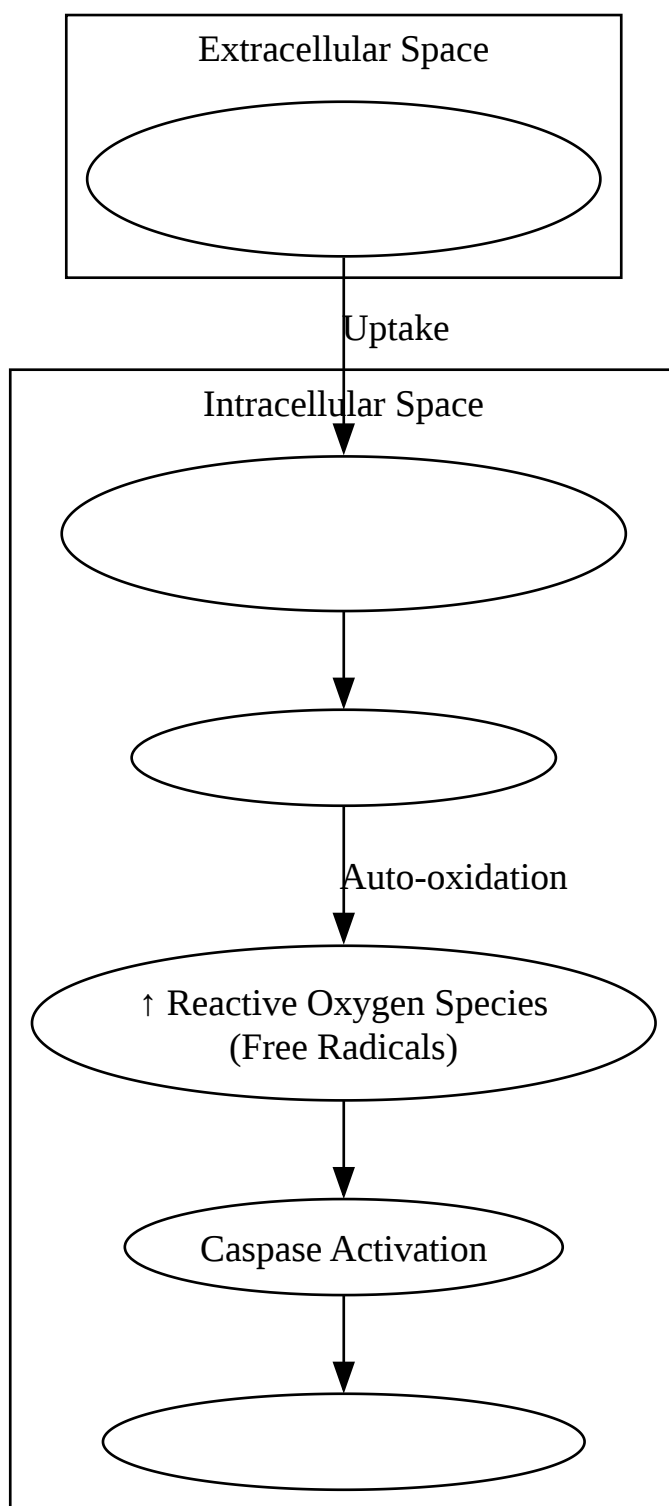 Extracellular Space
Uptake
Intracellular Space
Auto-oxidation
↑ Reactive Oxygen Species
(Free Radicals)
Caspase Activation